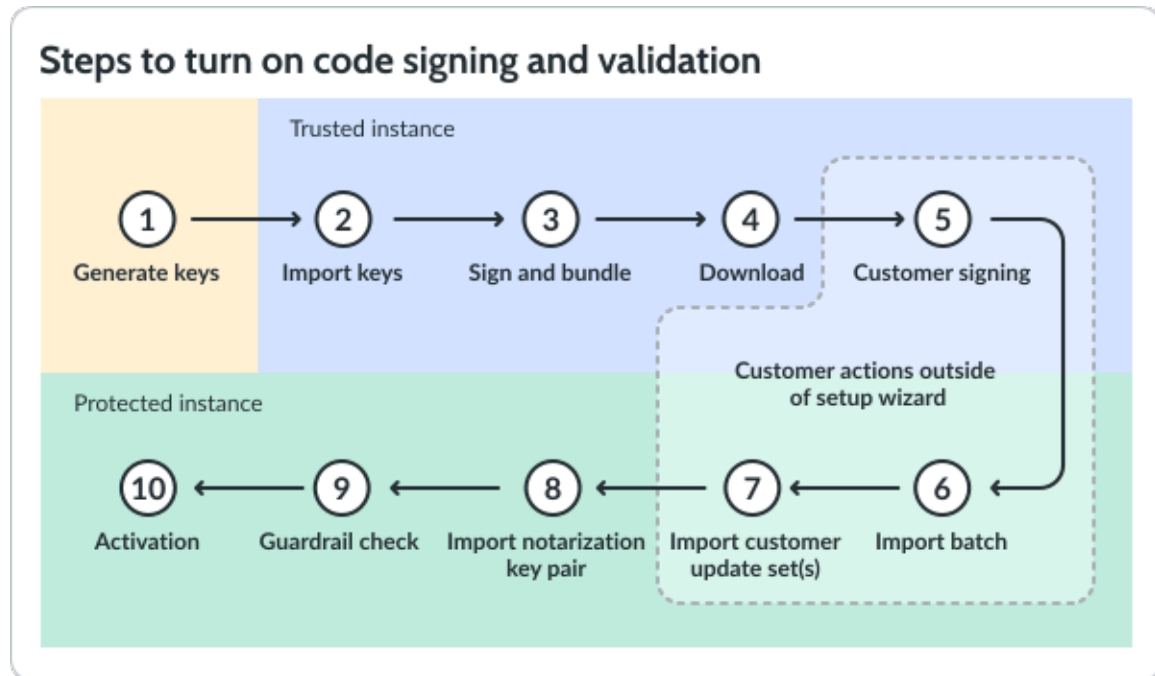 Steps to turn on code signing and validation
Trusted instance
1
2
3
4
5
Generate keys
Import keys
Sign and bundle
Download
Customer signing
Customer actions outside
of setup wizard
Protected instance
10
9
8
7
6
Activation
Guardrail check
Import notarization
key pair
Import customer
update set(s)
Import batch